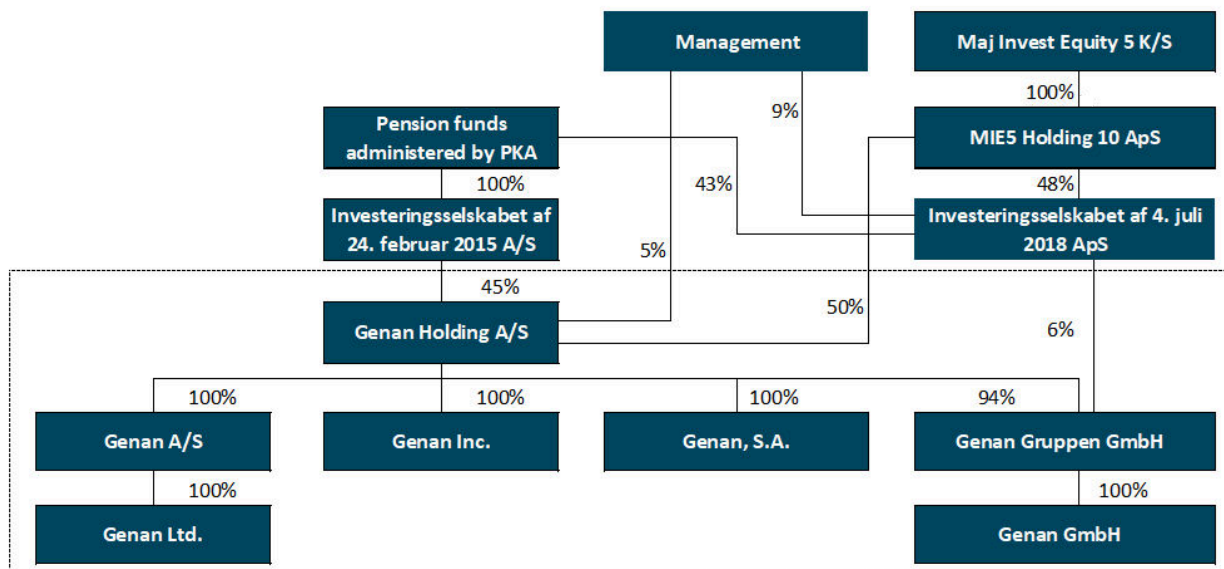 Management
Maj Invest Equity 5 K/S
100%
9%
Pension funds
administered by PKA
MIE5 Holding 10 ApS
100%
43%
48%
Investeringsselskabet af
24. februar 2015 A/S
Investeringsselskabet af 4. juli
2018 ApS
5%
45%
50%
Genan Holding A/S
6%
100%
100%
100%
94%
Genan A/S
Genan Inc.
Genan, S.A.
Genan Gruppen GmbH
100%
100%
Genan Ltd.
Genan GmbH